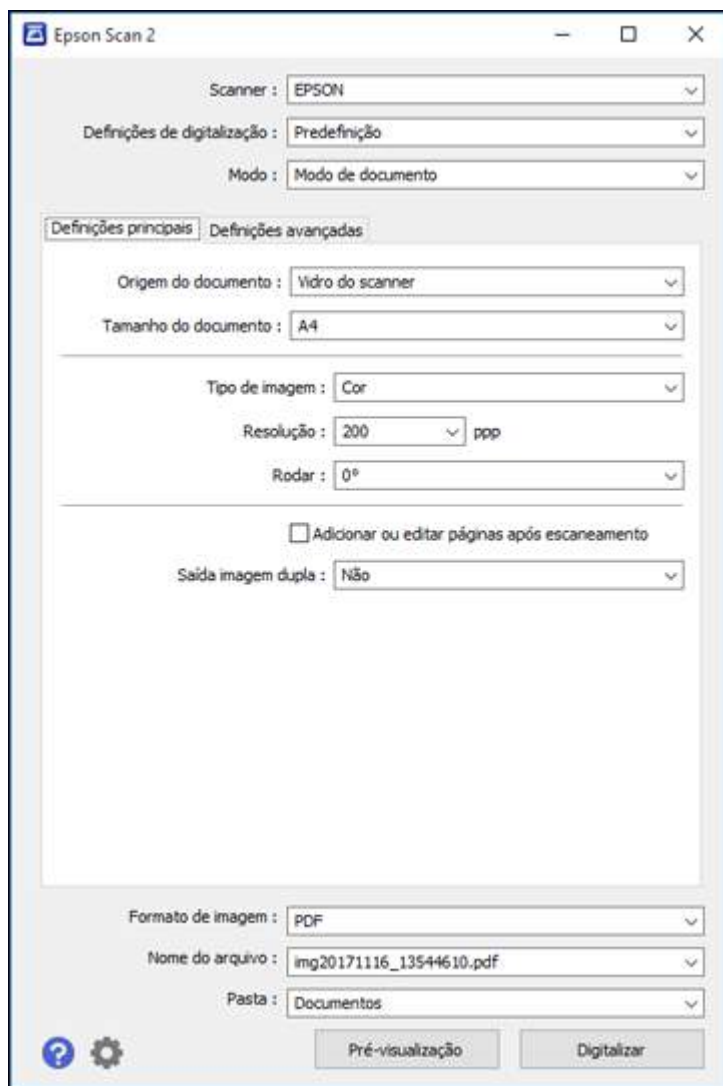 Epson Scan 2
Scanner : EPSON
Definições de digitalização : Predefinição
Modo : Modo de documento
Definições principais Definições avançadas
Origem do documento : Vidro do scanner
Tamanho do documento : A4
Tipo de imagem : Cor
Resolução : 200 ppp
Rodar : 0°
Adicionar ou editar páginas após escaneamento
Saída imagem dupla : Não
Formato de imagem : PDF
Nome do arquivo : img20171116_13544610.pdf
Pasta : Documentos
? Pré-visualização Digitalizar